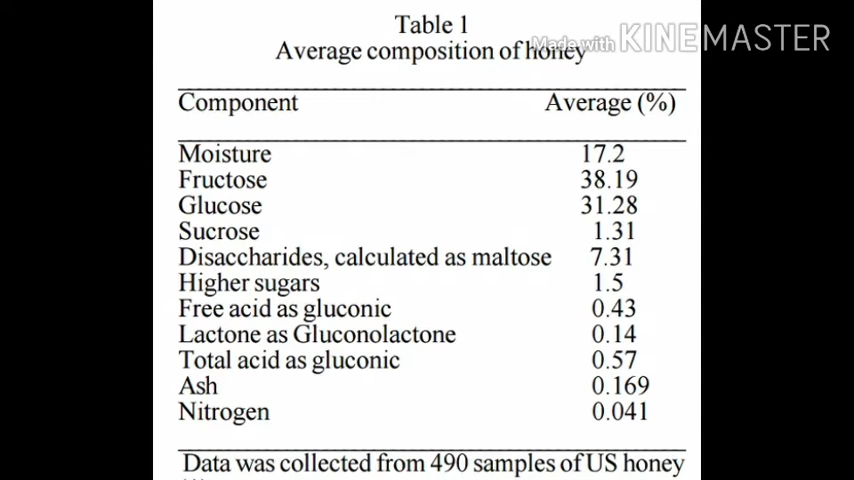 Table 1
Made with KINEMASTER
Average composition of honey
Component Average (%)
Moisture 17.2
Fructose 38.19
Glucose 31.28
Sucrose 1.31
Disaccharides, calculated as maltose 7.31
Higher sugars 1.5
Free acid as gluconic 0.43
Lactone as Gluconolactone 0.14
Total acid as gluconic 0.57
Ash 0.169
Nitrogen 0.041
Data was collected from 490 samples of US honey